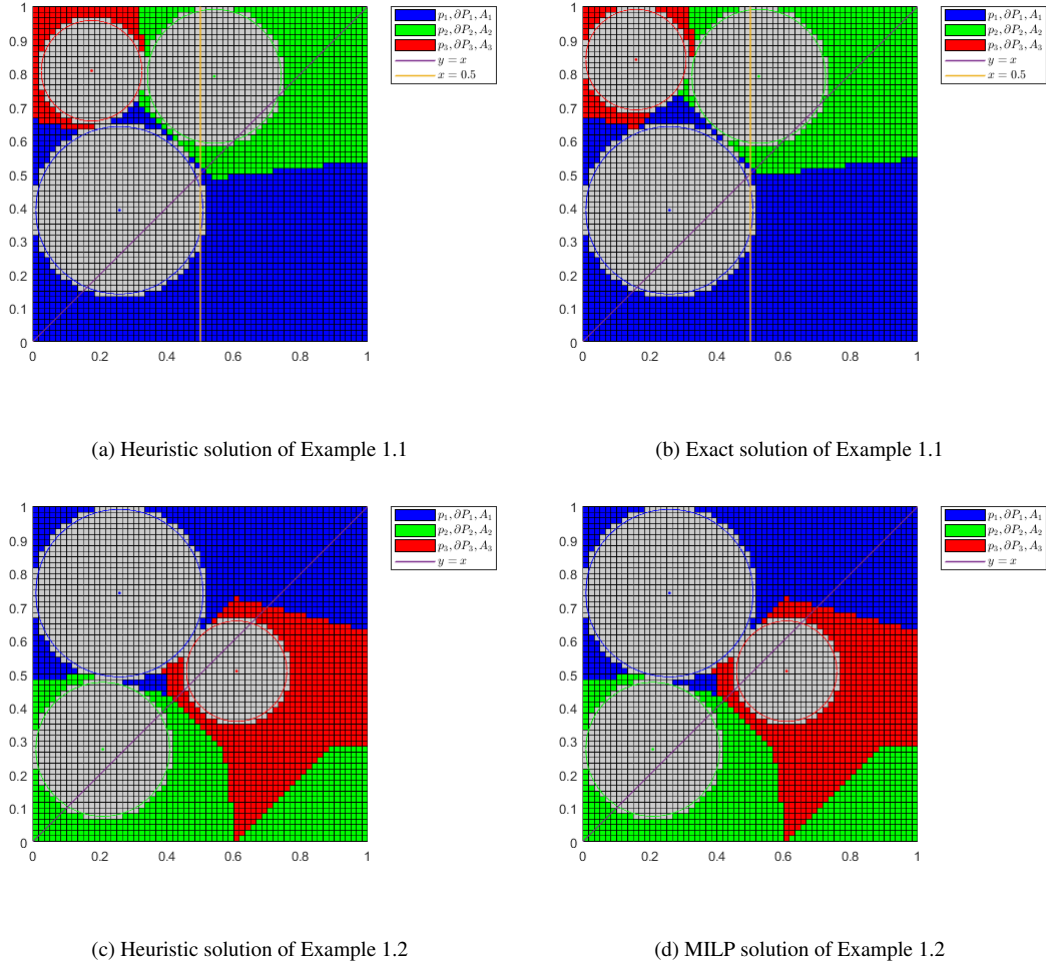 1
0.9
0.8
0.7
0.6
0.5
0.4
0.3
0.2
0.1
0
0 0.2 0.4 0.6 0.8 1
p₁, ∂P₁, A₁
p₂, ∂P₂, A₂
p₃, ∂P₃, A₃
y = x
x = 0.5
(a) Heuristic solution of Example 1.1
1
0.9
0.8
0.7
0.6
0.5
0.4
0.3
0.2
0.1
0
0 0.2 0.4 0.6 0.8 1
p₁, ∂P₁, A₁
p₂, ∂P₂, A₂
p₃, ∂P₃, A₃
y = x
x = 0.5
(b) Exact solution of Example 1.1
1
0.9
0.8
0.7
0.6
0.5
0.4
0.3
0.2
0.1
0
0 0.2 0.4 0.6 0.8 1
p₁, ∂P₁, A₁
p₂, ∂P₂, A₂
p₃, ∂P₃, A₃
y = x
(c) Heuristic solution of Example 1.2
1
0.9
0.8
0.7
0.6
0.5
0.4
0.3
0.2
0.1
0
0 0.2 0.4 0.6 0.8 1
p₁, ∂P₁, A₁
p₂, ∂P₂, A₂
p₃, ∂P₃, A₃
y = x
(d) MILP solution of Example 1.2